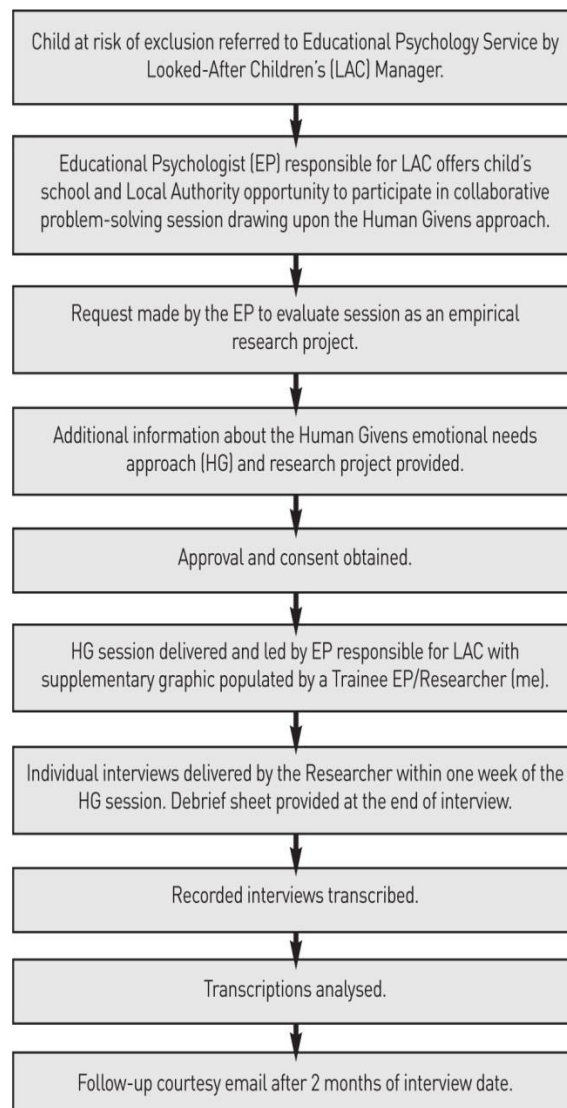 Child at risk of exclusion referred to Educational Psychology Service by
Looked-After Children's (LAC) Manager.
Educational Psychologist (EP) responsible for LAC offers child's
school and Local Authority opportunity to participate in collaborative
problem-solving session drawing upon the Human Givens approach.
Request made by the EP to evaluate session as an empirical
research project.
Additional information about the Human Givens emotional needs
approach (HG) and research project provided.
Approval and consent obtained.
HG session delivered and led by EP responsible for LAC with
supplementary graphic populated by a Trainee EP/Researcher (me).
Individual interviews delivered by the Researcher within one week of the
HG session. Debrief sheet provided at the end of interview.
Recorded interviews transcribed.
Transcriptions analysed.
Follow-up courtesy email after 2 months of interview date.